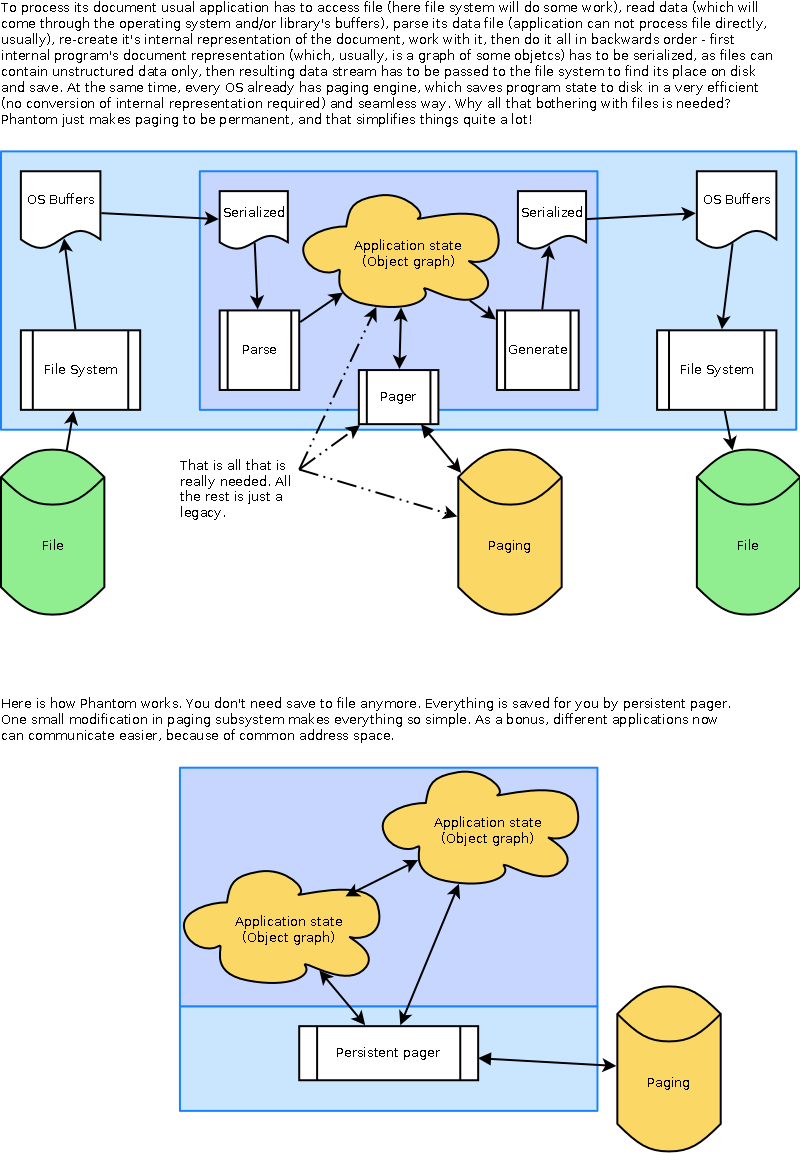 To process its document usual application has to access file (here file system will do some work), read data (which will
come through the operating system and/or library's buffers), parse its data file (application can not process file directly,
usually), re-create it's internal representation of the document, work with it, then do it all in backwards order - first
internal program's document representation (which, usually, is a graph of some objetcs) has to be serialized, as files can
contain unstructured data only, then resulting data stream has to be passed to the file system to find its place on disk
and save. At the same time, every OS already has paging engine, which saves program state to disk in a very efficient
(no conversion of internal representation required) and seamless way. Why all that bothering with files is needed?
Phantom just makes paging to be permanent, and that simplifies things quite a lot!
OS Buffers
Serialized
Application state
(Object graph)
Serialized
OS Buffers
File System
Parse
Pager
Generate
File System
That is all that is
really needed. All
the rest is just a
legacy.
File
Paging
File
Here is how Phantom works. You don't need save to file anymore. Everything is saved for you by persistent pager.
One small modification in paging subsystem makes everything so simple. As a bonus, different applications now
can communicate easier, because of common address space.
Application state
(Object graph)
Application state
(Object graph)
Persistent pager
Paging